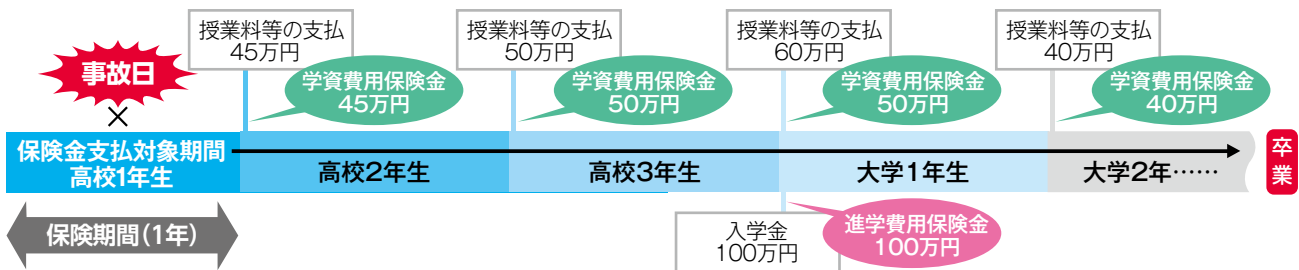 授業料等の支払
45万円
学資費用保険金
45万円
授業料等の支払
50万円
学資費用保険金
50万円
授業料等の支払
60万円
学資費用保険金
50万円
授業料等の支払
40万円
学資費用保険金
40万円
事故日
×
保険金支払対象期間
高校1年生
高校2年生
高校3年生
大学1年生
大学2年……
卒業
保険期間(1年)
入学金
100万円
進学費用保険金
100万円